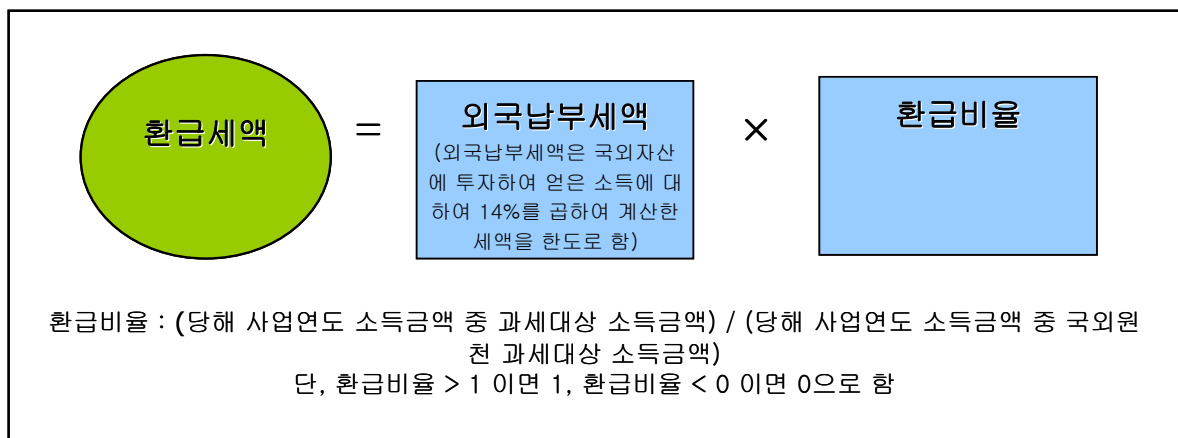 환급세액
=
외국납부세액
(외국납부세액은 국외자산
에 투자하여 얻은 소득에 대
하여 14%를 곱하여 계산한
세액을 한도로 함)
×
환급비율
환급비율 : (당해 사업연도 소득금액 중 과세대상 소득금액) / (당해 사업연도 소득금액 중 국외원
천 과세대상 소득금액)
단, 환급비율 > 1 이면 1, 환급비율 < 0 이면 0으로 함